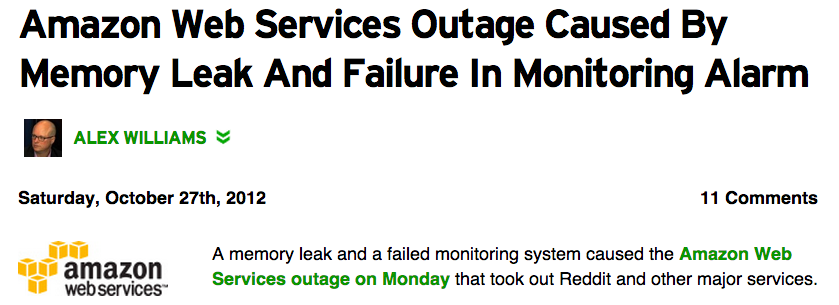 Amazon Web Services Outage Caused By
Memory Leak And Failure In Monitoring Alarm
ALEX WILLIAMS
Saturday, October 27th, 2012
11 Comments
amazon
webservices™
A memory leak and a failed monitoring system caused the Amazon Web
Services outage on Monday that took out Reddit and other major services.